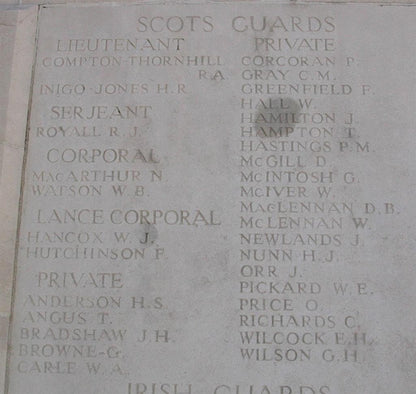 SCOTS GUARDS
LIEUTENANT
COMPTON-THORNHILL
R.A.
INIGO-JONES H.R.
SERJEANT
ROYALL R.J.
CORPORAL
MACARTHUR N.
WATSON W.B.
LANCE CORPORAL
HANCOX W.J.
HUTCHINSON F.
PRIVATE
ANDERSON H.S.
ANGUS T.
BRADSHAW J.H.
BROWNE G.
CARLE W.A.
PRIVATE
CORCORAN P.
GRAY C.M.
GREENFIELD F.
HALL W.
HAMILTON J.
HAMPTON T.
HASTINGS P.M.
McGILL D.
McINTOSH G.
McIVER W.
MACLENNAN D.B.
McLENNAN W.
NEWLANDS J.
NUNN H.J.
ORR J.
PICKARD W.E.
PRICE O.
RICHARDS C.
WILCOCK E.H.
WILSON G.H.
IRISH GUARDS